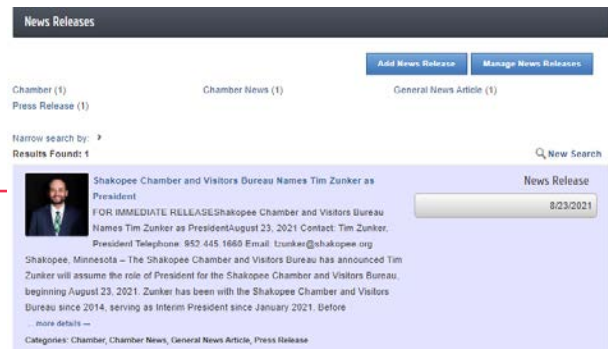 News Releases
Add News Release Manage News Releases
Chamber (1) Chamber News (1) General News Article (1)
Press Release (1)
Narrow search by:
Results Found: 1 New Search
Shakopee Chamber and Visitors Bureau Names Tim Zunker as News Release
President
8/23/2021
FOR IMMEDIATE RELEASEShakopee Chamber and Visitors Bureau
Names Tim Zunker as PresidentAugust 23, 2021 Contact: Tim Zunker,
President Telephone: 952.445.1660 Email: tzunker@shakopee.org
Shakopee, Minnesota – The Shakopee Chamber and Visitors Bureau has announced Tim
Zunker will assume the role of President for the Shakopee Chamber and Visitors Bureau,
beginning August 23, 2021. Zunker has been with the Shakopee Chamber and Visitors
Bureau since 2014, serving as Interim President since January 2021. Before
... more details —
Categories: Chamber, Chamber News, General News Article, Press Release